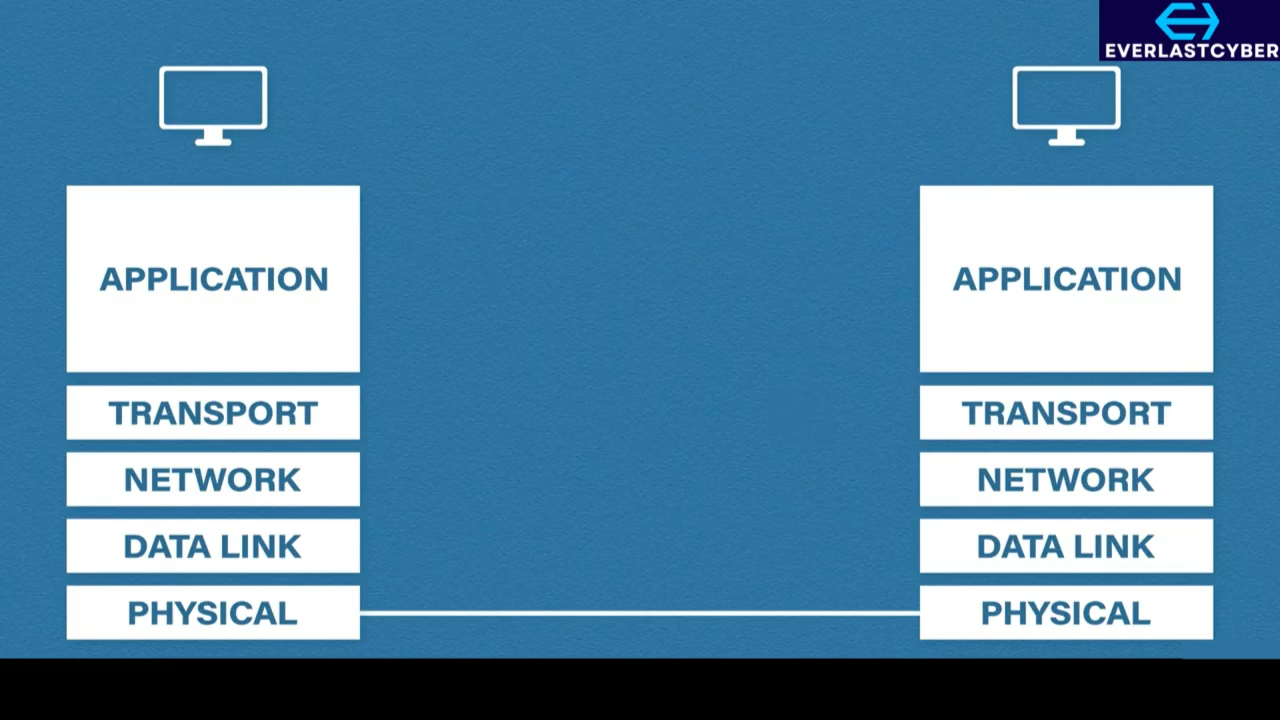 EVERLASTCYBER
APPLICATION
TRANSPORT
NETWORK
DATA LINK
PHYSICAL
APPLICATION
TRANSPORT
NETWORK
DATA LINK
PHYSICAL